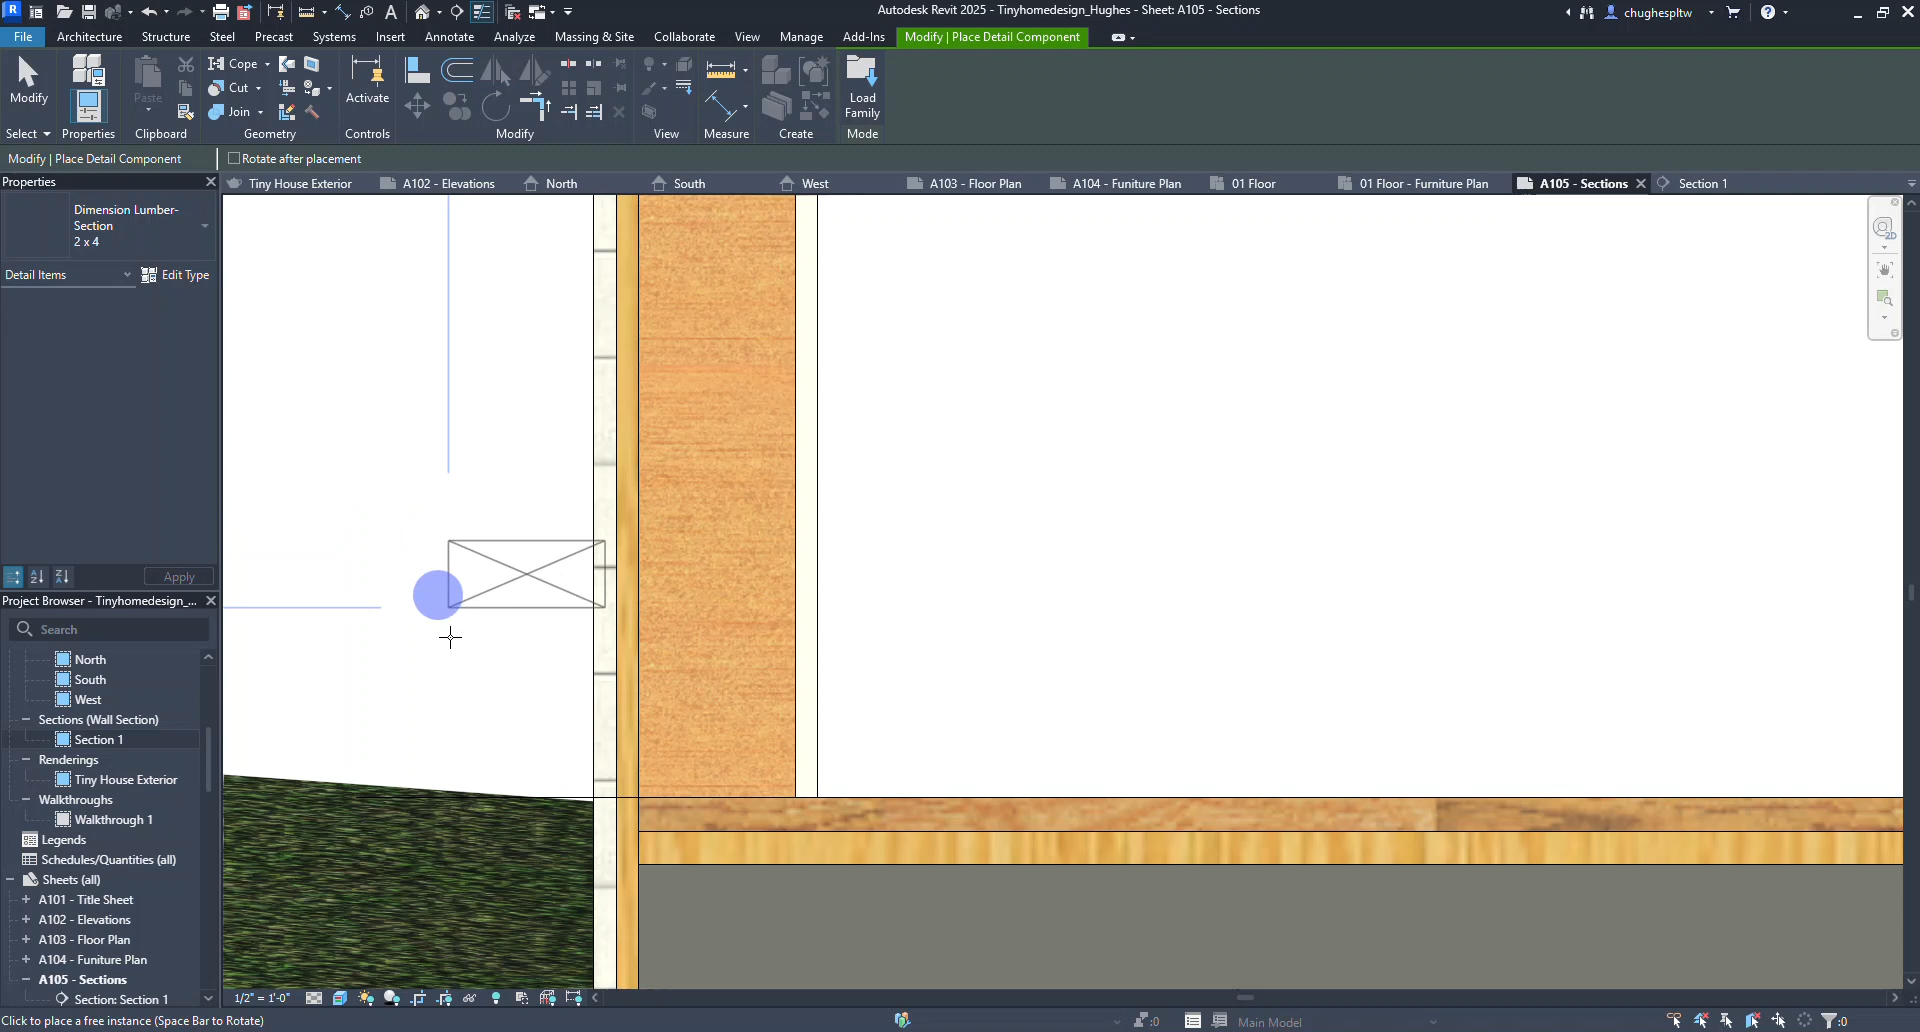 Autodesk Revit 2025 - Tinyhomedesign_Hughes - Sheet: A105 - Sections
chughespltw
File
Architecture
Structure
Steel
Precast
Systems
Insert
Annotate
Analyze
Massing & Site
Collaborate
View
Manage
Add-Ins
Modify | Place Detail Component
Modify
Properties
Paste
Cope
Cut
Join
Activate
Load
Family
Select
Properties
Clipboard
Geometry
Controls
Modify
View
Measure
Create
Mode
Modify | Place Detail Component
Rotate after placement
Properties
Tiny House Exterior
A102 - Elevations
North
South
West
A103 - Floor Plan
A104 - Funiture Plan
01 Floor
01 Floor - Furniture Plan
A105 - Sections
Section 1
Dimension Lumber-
Section
2 x 4
Detail Items
Edit Type
2D
Apply
Project Browser - Tinyhomedesign_...
Search
North
South
West
Sections (Wall Section)
Section 1
Renderings
Tiny House Exterior
Walkthroughs
Walkthrough 1
Legends
Schedules/Quantities (all)
Sheets (all)
A101 - Title Sheet
A102 - Elevations
A103 - Floor Plan
A104 - Funiture Plan
A105 - Sections
Section: Section 1
1/2" = 1'-0"
Click to place a free instance (Space Bar to Rotate)
:0
Main Model
:0